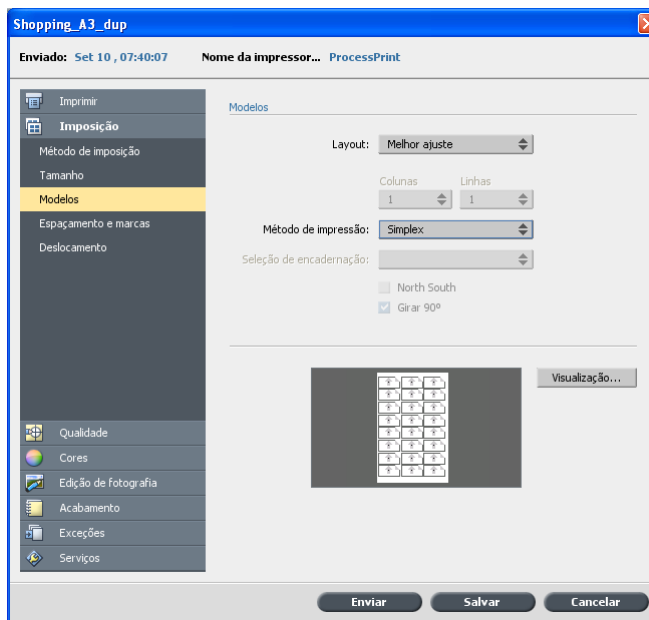 Shopping_A3_dup
Enviado: Set 10 , 07:40:07 Nome da impressor... ProcessPrint
Imprimir
Imposição
Método de imposição
Tamanho
Modelos
Espaçamento e marcas
Deslocamento
Qualidade
Cores
Edição de fotografia
Acabamento
Exceções
Serviços
Modelos
Layout: Melhor ajuste
Colunas Linhas
1 1
Método de impressão: Simplex
Seleção de encadernação:
North South
Girar 90º
Visualização...
Enviar Salvar Cancelar